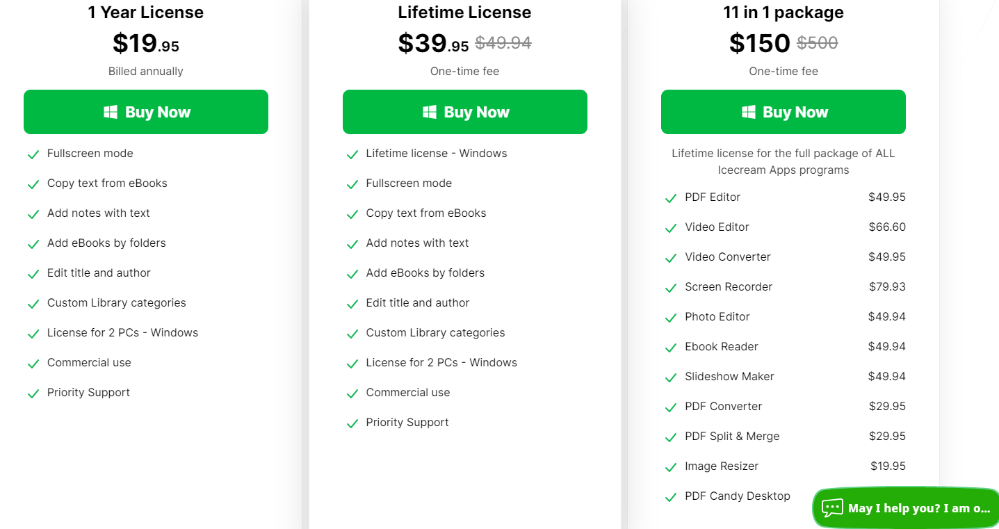 1 Year License
$19.95
Billed annually
Buy Now
Fullscreen mode
Copy text from eBooks
Add notes with text
Add eBooks by folders
Edit title and author
Custom Library categories
License for 2 PCs - Windows
Commercial use
Priority Support
Lifetime License
$39.95 $49.94
One-time fee
Buy Now
Lifetime license - Windows
Fullscreen mode
Copy text from eBooks
Add notes with text
Add eBooks by folders
Edit title and author
Custom Library categories
License for 2 PCs - Windows
Commercial use
Priority Support
11 in 1 package
$150 $500
One-time fee
Buy Now
Lifetime license for the full package of ALL
Icecream Apps programs
PDF Editor $49.95
Video Editor $66.60
Video Converter $49.95
Screen Recorder $79.93
Photo Editor $49.94
Ebook Reader $49.94
Slideshow Maker $49.94
PDF Converter $29.95
PDF Split & Merge $29.95
Image Resizer $19.95
PDF Candy Desktop
May I help you? I am o...